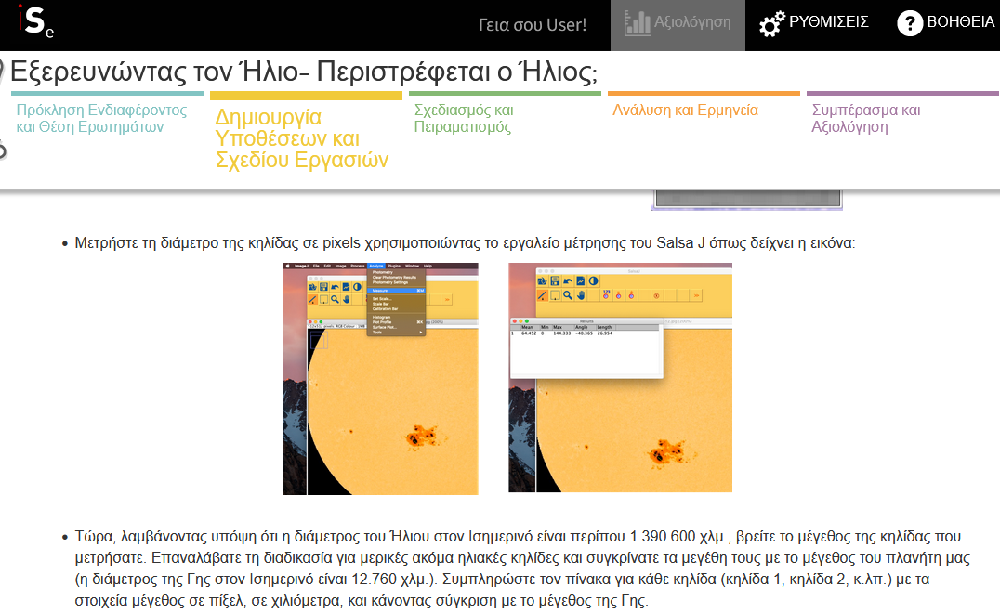 iSe
Γεια σου User!
Αξιολόγηση
ΡΥΘΜΙΣΕΙΣ
? ΒΟΗΘΕΙΑ
Εξερευνώντας τον Ήλιο- Περιστρέφεται ο Ήλιος;
Πρόκληση Ενδιαφέροντος
και Θέση Ερωτημάτων
Δημιουργία
Υποθέσεων και
Σχεδίου Εργασιών
Σχεδιασμός και
Πειραματισμός
Ανάλυση και Ερμηνεία
Συμπέρασμα και
Αξιολόγηση
• Μετρήστε τη διάμετρο της κηλίδας σε pixels χρησιμοποιώντας το εργαλείο μέτρησης του Salsa J όπως δείχνει η εικόνα:
ImageJ File Edit Image Process Analyze Plugins Window Help
Photometry
Clear Photometry Results
Photometry Settings
Measure
Set Scale...
Scale Bar
Calibration Bar
Histogram
Plot Profile
Surface Plot...
Tools
Results
Mean Min Max Angle Length
1 64.452 0 144.333 -40.365 26.954
• Τώρα, λαμβάνοντας υπόψη ότι η διάμετρος του Ήλιου στον Ισημερινό είναι περίπου 1.390.600 χλμ., βρείτε το μέγεθος της κηλίδας που
μετρήσατε. Επαναλάβατε τη διαδικασία για μερικές ακόμα ηλιακές κηλίδες και συγκρίνατε τα μεγέθη τους με το μέγεθος του πλανήτη μας
(η διάμετρος της Γης στον Ισημερινό είναι 12.760 χλμ.). Συμπληρώστε τον πίνακα για κάθε κηλίδα (κηλίδα 1, κηλίδα 2, κ.λπ.) με τα
στοιχεία μέγεθος σε πίξελ, σε χιλιόμετρα, και κάνοντας σύγκριση με το μέγεθος της Γης.